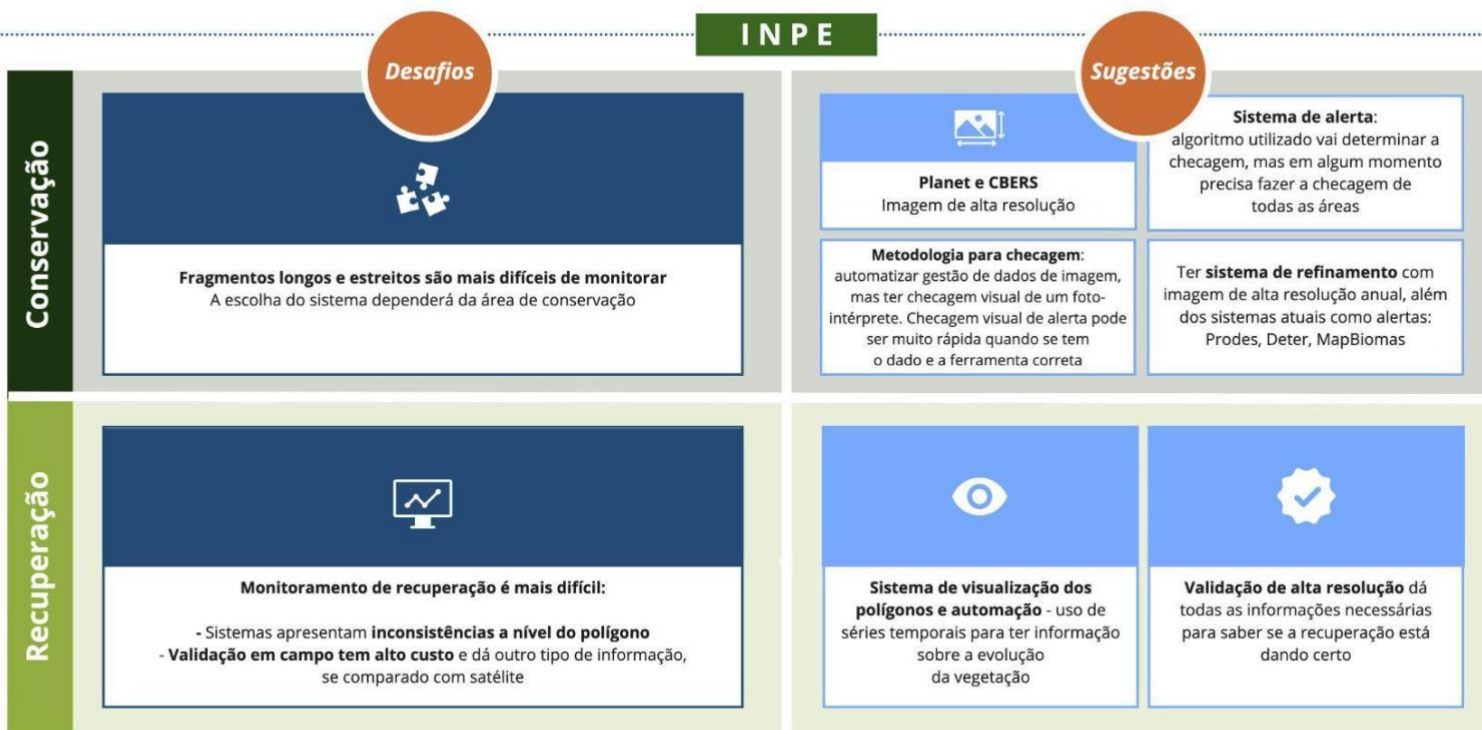 INPE
Desafios
Sugestões
Conservação
Fragmentos longos e estreitos são mais difíceis de monitorar
A escolha do sistema dependerá da área de conservação
Planet e CBERS
Imagem de alta resolução
Sistema de alerta:
algoritmo utilizado vai determinar a
checagem, mas em algum momento
precisa fazer a checagem de
todas as áreas
Metodologia para checagem:
automatizar gestão de dados de imagem,
mas ter checagem visual de um foto-
intérprete. Checagem visual de alerta pode
ser muito rápida quando se tem
o dado e a ferramenta correta
Ter sistema de refinamento com
imagem de alta resolução anual, além
dos sistemas atuais como alertas:
Prodes, Deter, MapBiomas
Recuperação
Monitoramento de recuperação é mais difícil:
- Sistemas apresentam inconsistências a nível do polígono
- Validação em campo tem alto custo e dá outro tipo de informação,
se comparado com satélite
Sistema de visualização dos
polígonos e automação - uso de
séries temporais para ter informação
sobre a evolução
da vegetação
Validação de alta resolução dá
todas as informações necessárias
para saber se a recuperação está
dando certo